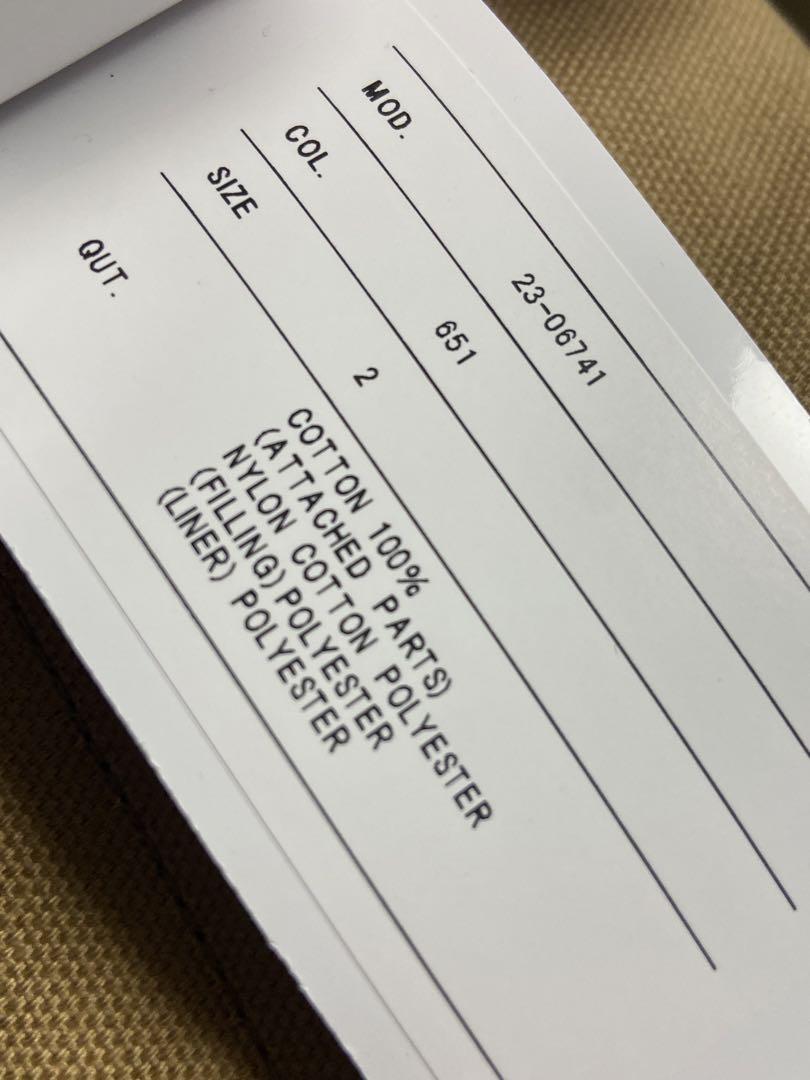 MOD. 23-06741
COL. 651
SIZE 2
QUT. COTTON 100%
(ATTACHED PARTS)
NYLON COTTON POLYESTER
(FILLING)POLYESTER
(LINER) POLYESTER